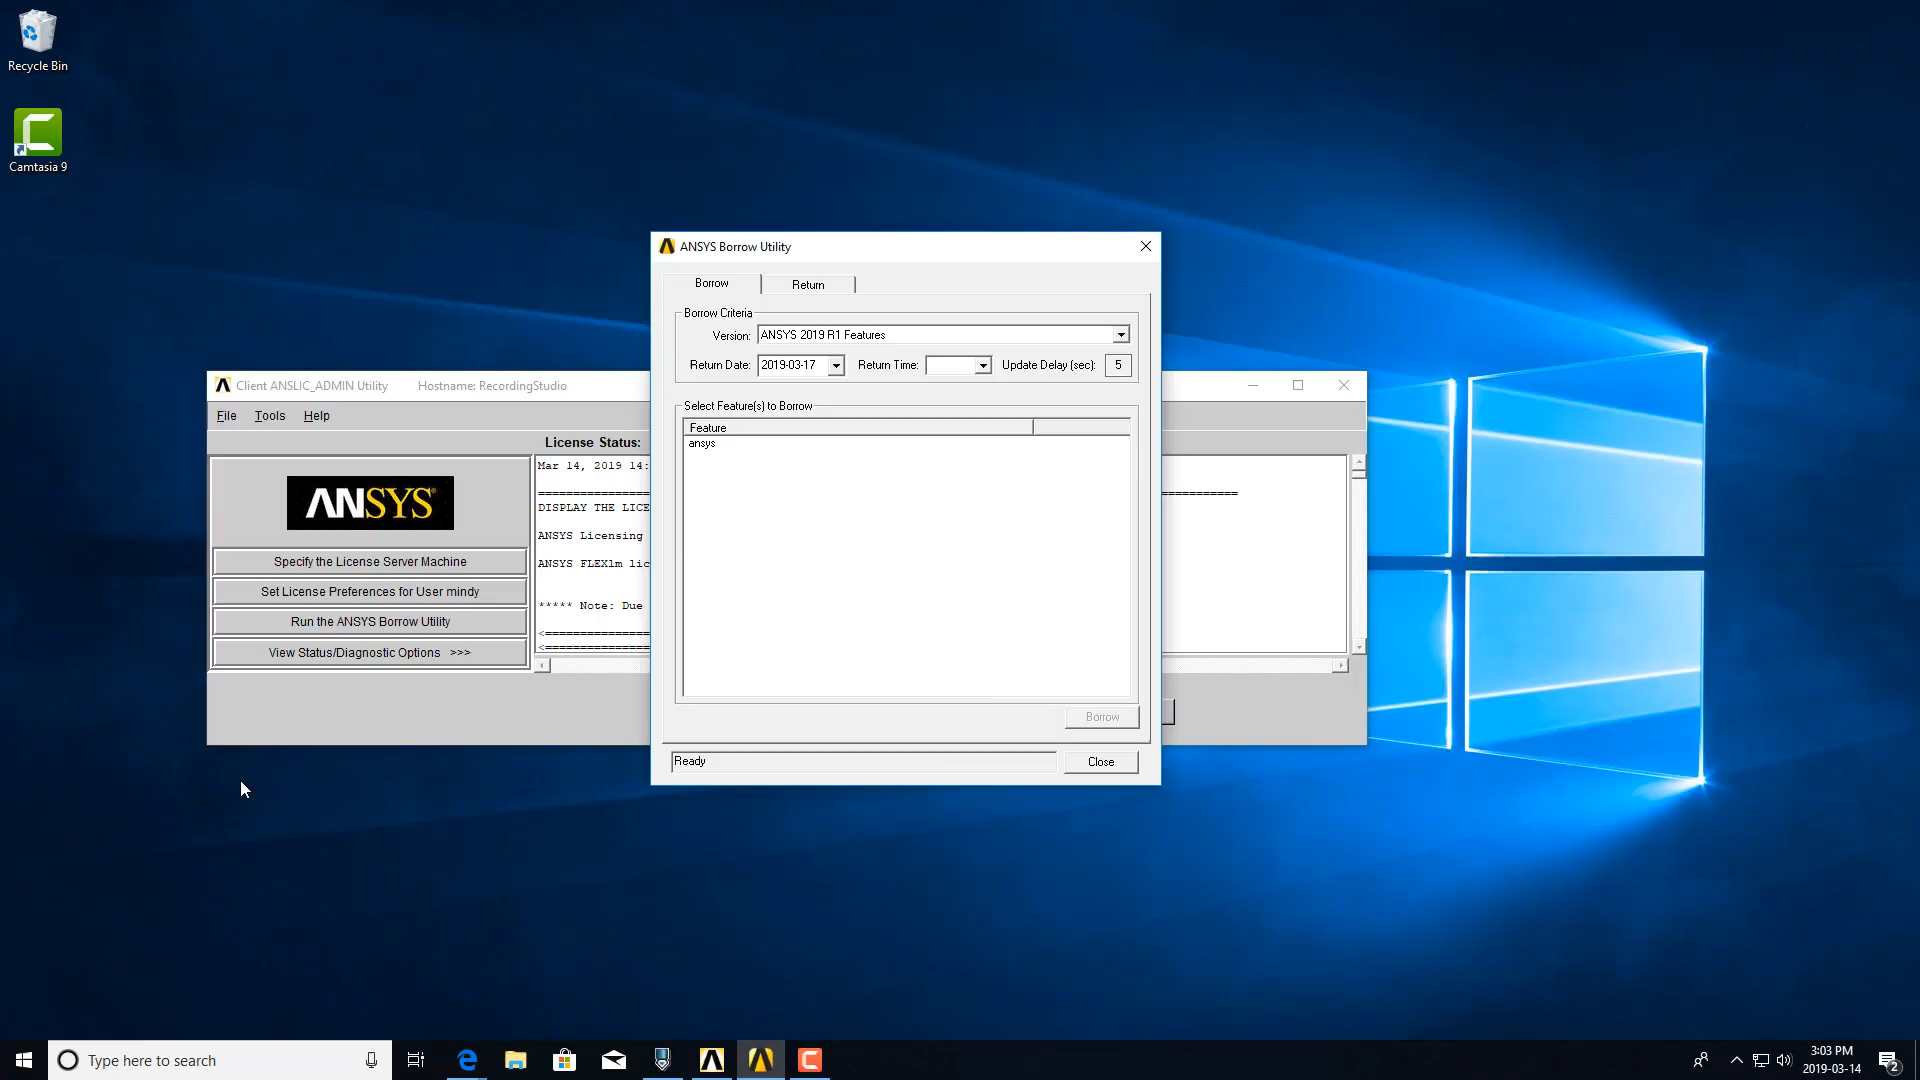 Recycle Bin
Camtasia 9
ANSYS Borrow Utility
Borrow
Return
Borrow Criteria
Version: ANSYS 2019 R1 Features
Return Date: 2019-03-17 Return Time: Update Delay (sec): 5
Select Feature(s) to Borrow
Feature
ansys
Borrow
Ready
Close
Client ANSLIC_ADMIN Utility Hostname: RecordingStudio
File Tools Help
License Status:
ANSYS
Specify the License Server Machine
Set License Preferences for User mindy
Run the ANSYS Borrow Utility
View Status/Diagnostic Options >>>
Mar 14, 2019 14:
====================
DISPLAY THE LICE
ANSYS Licensing
ANSYS FLEXlm lic
***** Note: Due
<===================
<===================
Type here to search
3:03 PM
2019-03-14
2